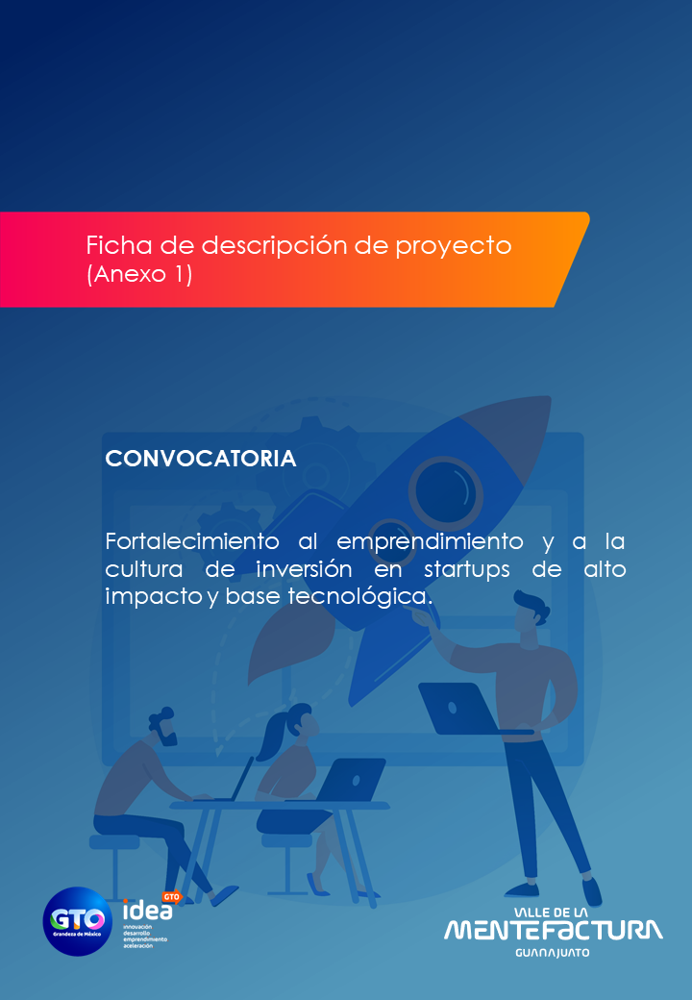 Ficha de descripción de proyecto
(Anexo 1)
CONVOCATORIA
Fortalecimiento al emprendimiento y a la
cultura de inversión en startups de alto
impacto y base tecnológica.
GTO
Grandeza de México
idea GTO
innovación
desarrollo
emprendimiento
aceleración
VALLE DE LA
MENTEFACTURA
GUANAJUATO